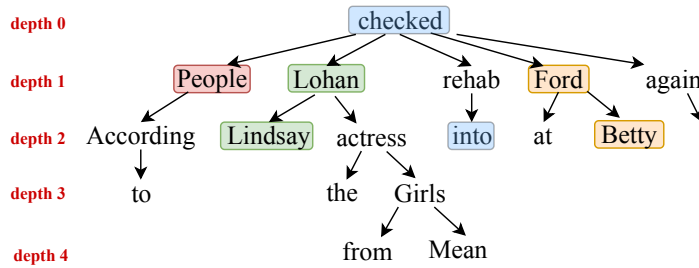 depth 0 checked
depth 1 People Lohan rehab Ford again
depth 2 According Lindsay actress into at Betty
depth 3 to the Girls
depth 4 from Mean